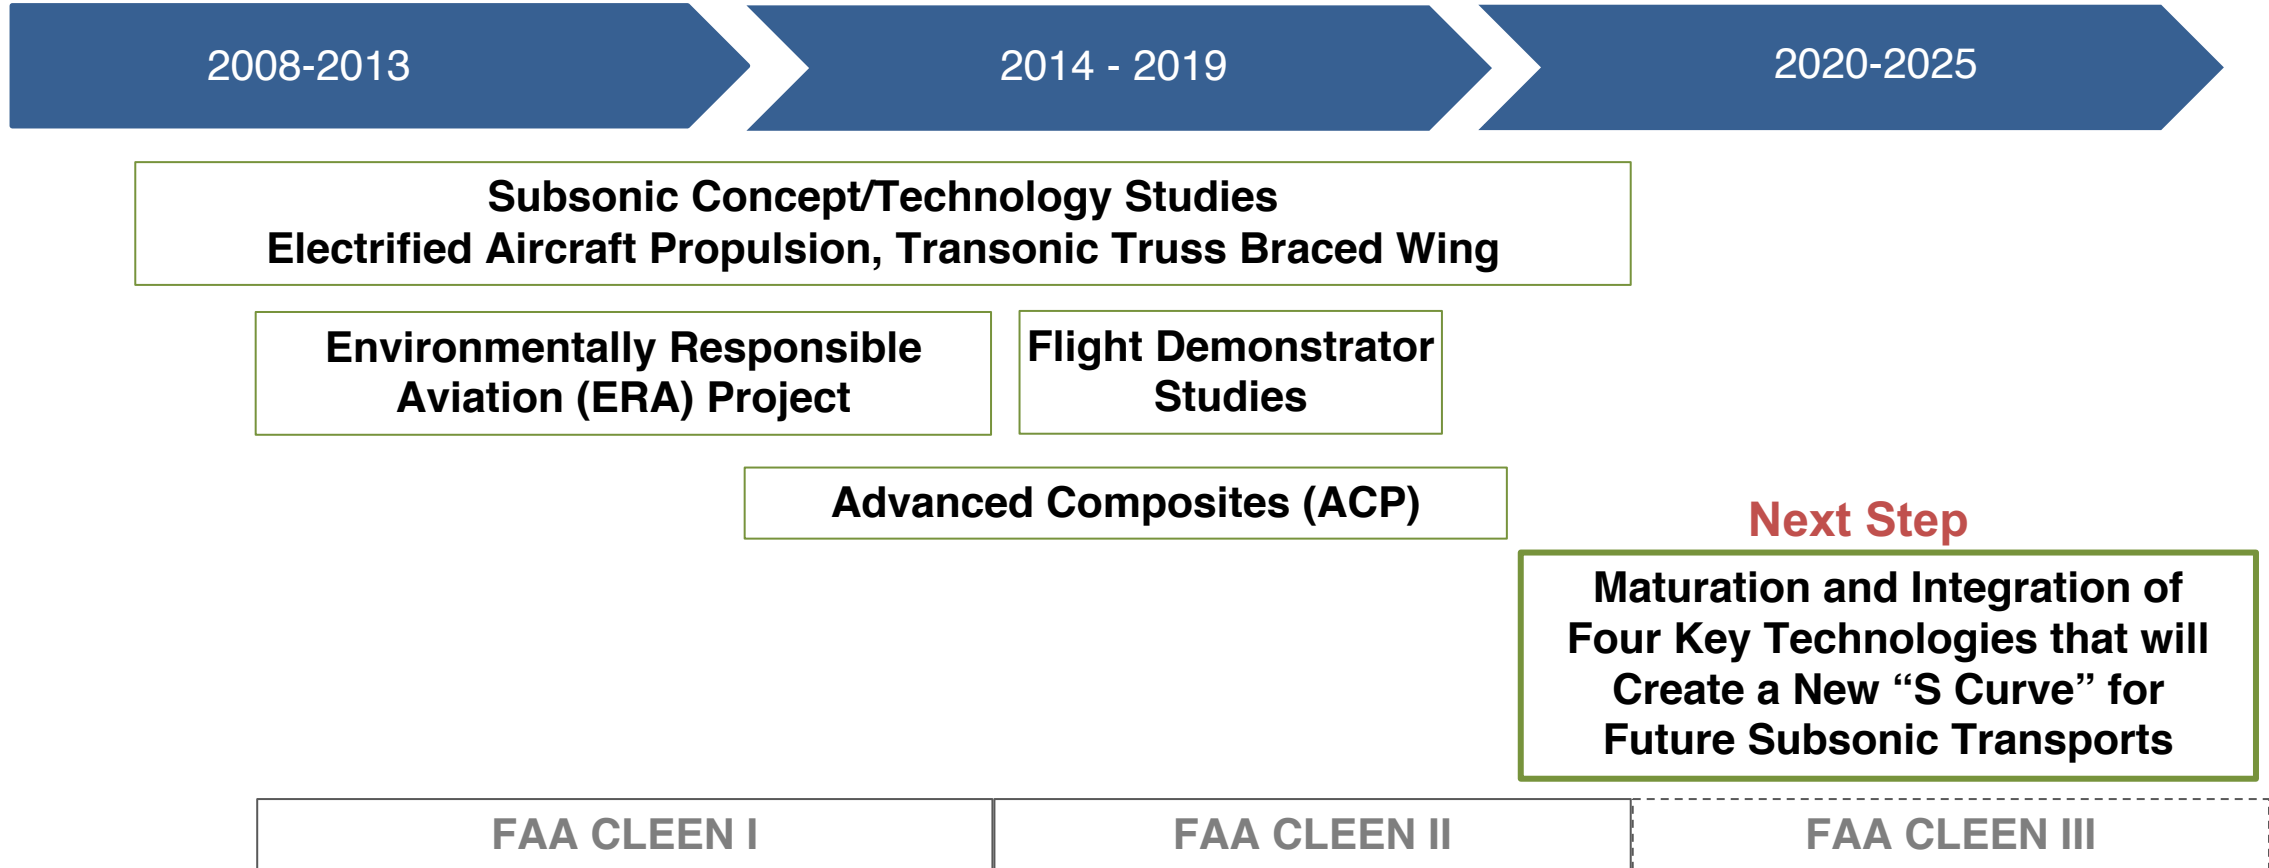 2008-2013
2014 - 2019
2020-2025
Subsonic Concept/Technology Studies
Electrified Aircraft Propulsion, Transonic Truss Braced Wing
Environmentally Responsible
Aviation (ERA) Project
Flight Demonstrator
Studies
Advanced Composites (ACP)
Next Step
Maturation and Integration of
Four Key Technologies that will
Create a New “S Curve” for
Future Subsonic Transports
FAA CLEEN I
FAA CLEEN II
FAA CLEEN III